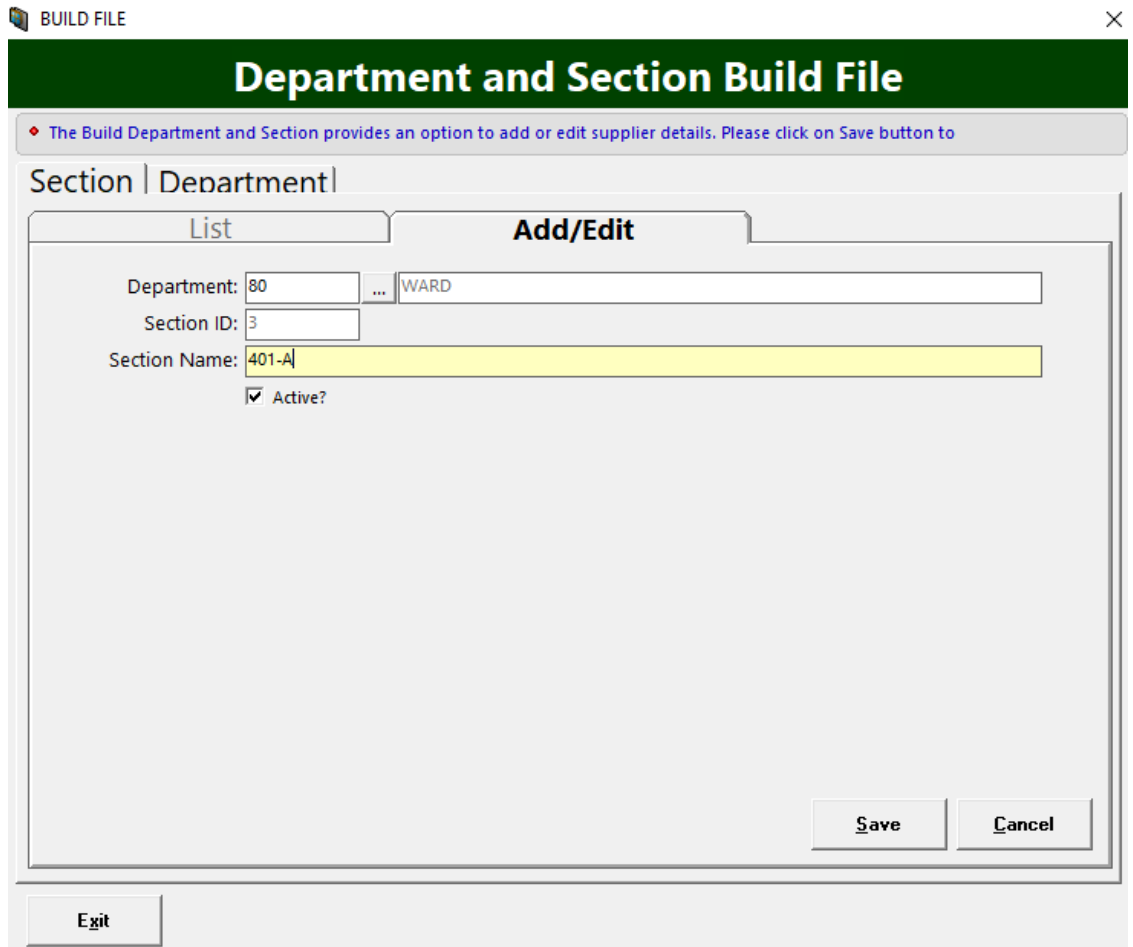 BUILD FILE
Department and Section Build File
The Build Department and Section provides an option to add or edit supplier details. Please click on Save button to
Section Department
List Add/Edit
Department: 80 ... WARD
Section ID: 3
Section Name: 401-A
Active?
Save Cancel
Exit